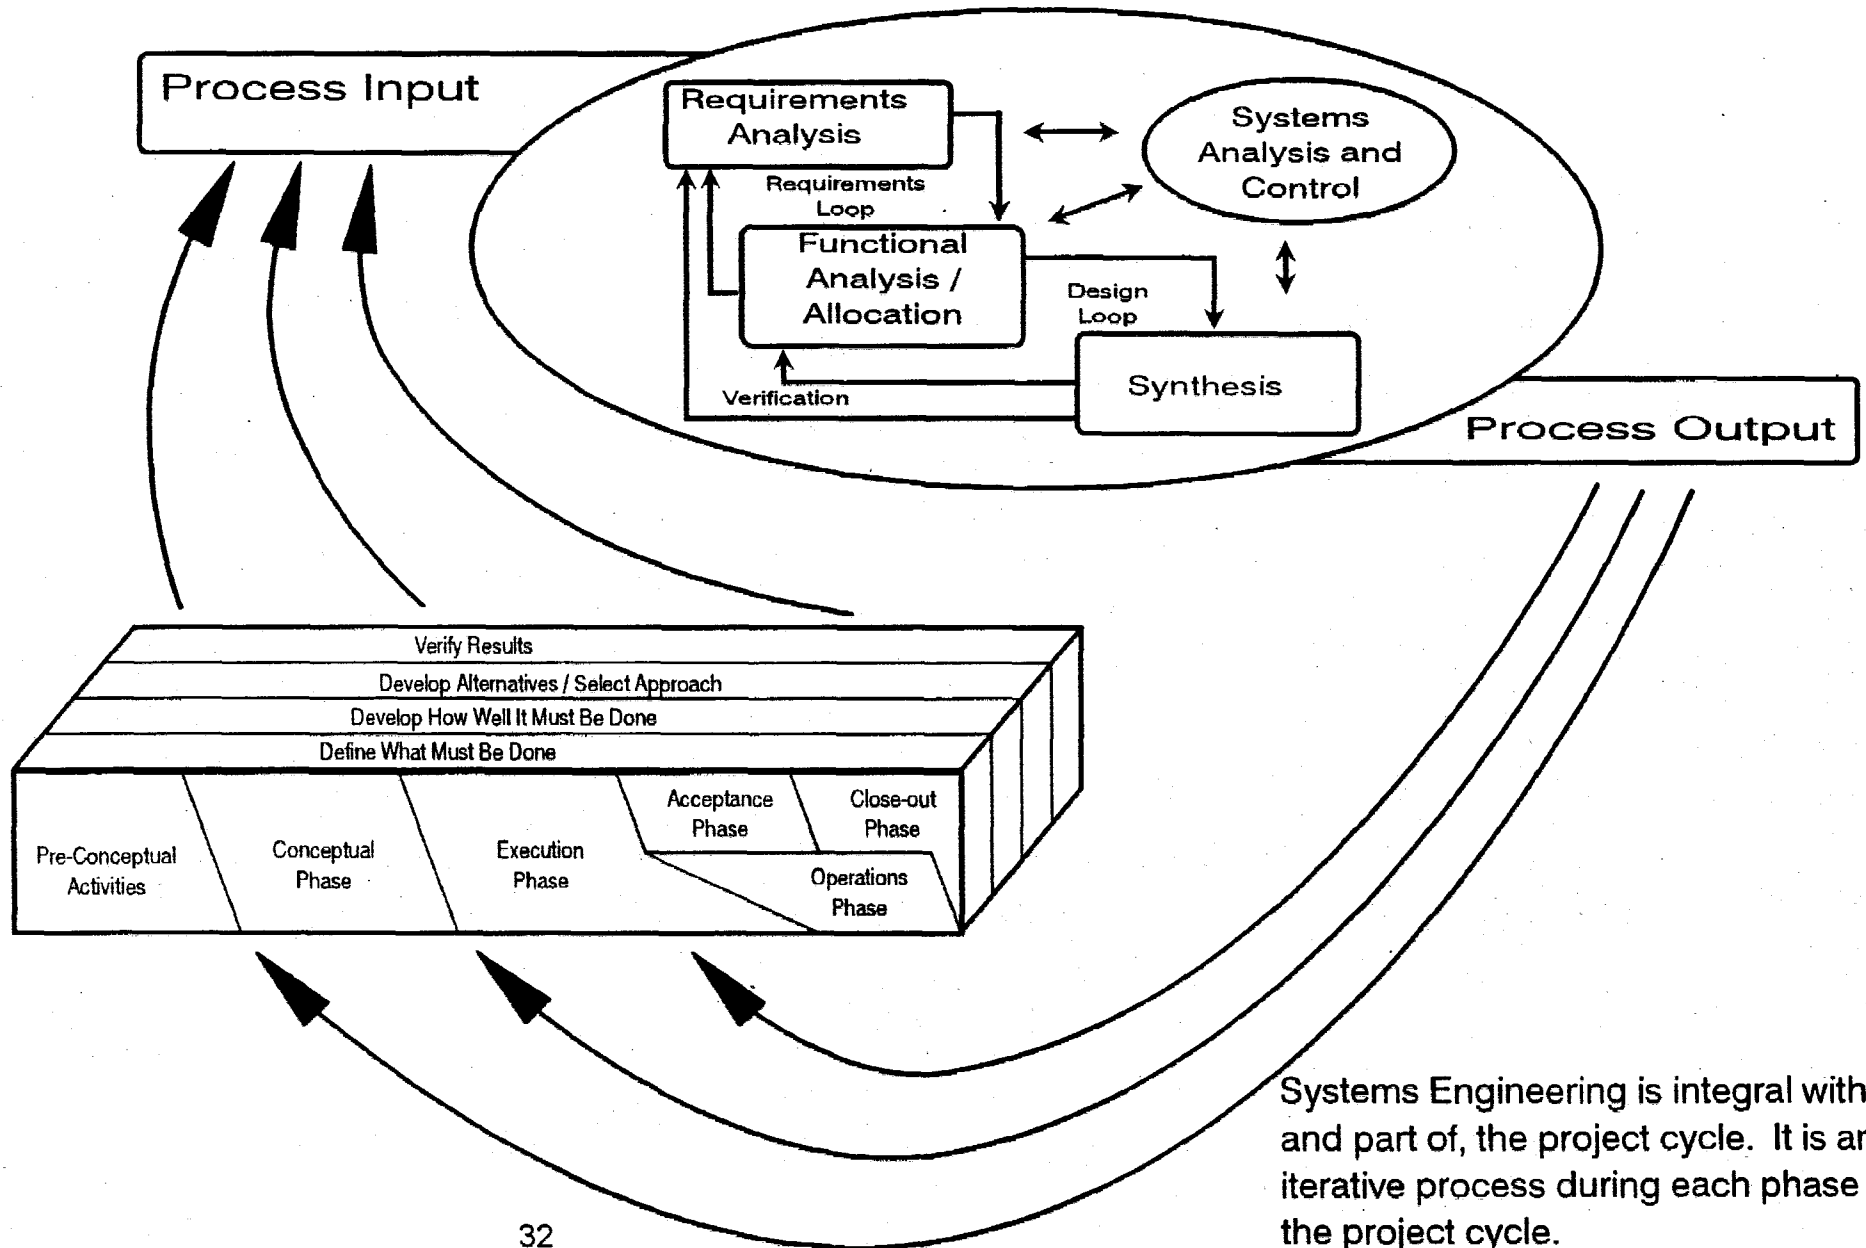 Process Input
Requirements
Analysis
Systems
Analysis and
Control
Requirements
Loop
Functional
Analysis /
Allocation
Design
Loop
Synthesis
Verification
Process Output
Verify Results
Develop Alternatives / Select Approach
Develop How Well It Must Be Done
Define What Must Be Done
Pre-Conceptual
Activities
Conceptual
Phase
Execution
Phase
Acceptance
Phase
Close-out
Phase
Operations
Phase
Systems Engineering is integral with
and part of, the project cycle. It is
iterative process during each phase
the project cycle.
32